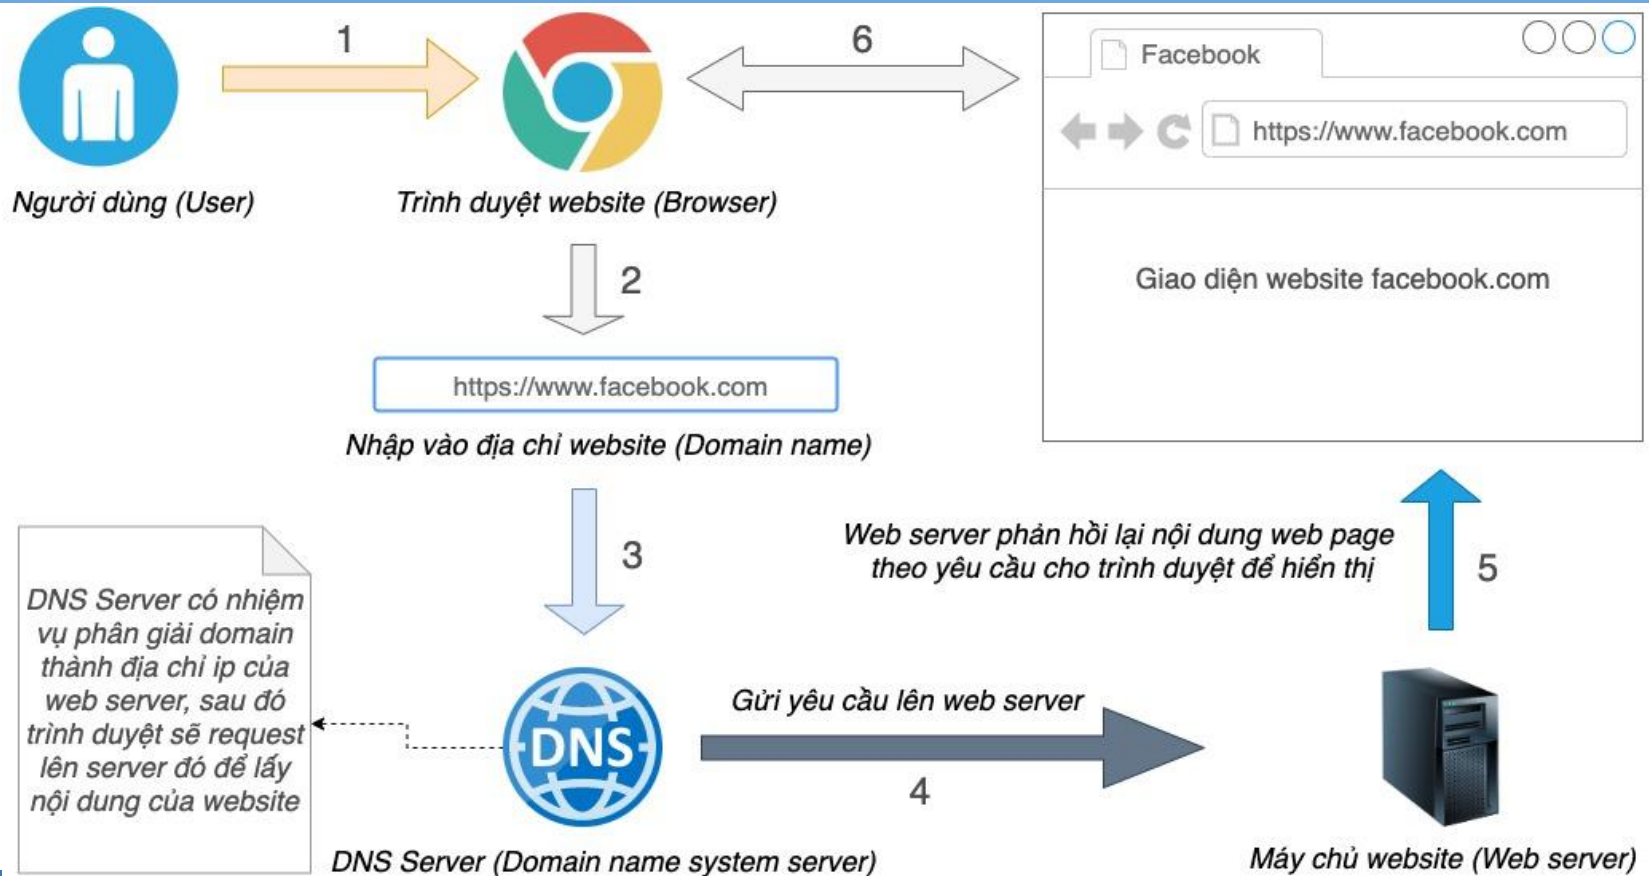 1
6
Facebook
https://www.facebook.com
Người dùng (User)
Trình duyệt website (Browser)
2
Giao diện website facebook.com
https://www.facebook.com
Nhập vào địa chỉ website (Domain name)
3
Web server phản hồi lại nội dung web page
theo yêu cầu cho trình duyệt để hiển thị
5
DNS Server có nhiệm
vụ phân giải domain
thành địa chỉ ip của
web server, sau đó
trình duyệt sẽ request
lên server đó để lấy
nội dung của website
DNS
Gửi yêu cầu lên web server
4
DNS Server (Domain name system server)
Máy chủ website (Web server)